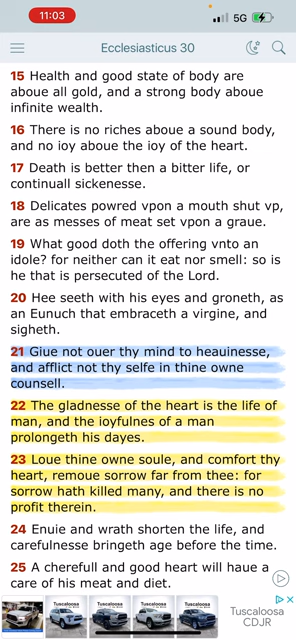 11:03
5G
Ecclesiasticus 30
15 Health and good state of body are
aboue all gold, and a strong body aboue
infinite wealth.
16 There is no riches aboue a sound body,
and no ioy aboue the ioy of the heart.
17 Death is better then a bitter life, or
continuall sickenesse.
18 Delicates powred vpon a mouth shut vp,
are as messes of meat set vpon a graue.
19 What good doth the offering vnto an
idole? for neither can it eat nor smell: so is
he that is persecuted of the Lord.
20 Hee seeth with his eyes and groneth, as
an Eunuch that embraceth a virgine, and
sigheth.
21 Giue not ouer thy mind to heauinesse,
and afflict not thy selfe in thine owne
counsell.
22 The gladnesse of the heart is the life of
man, and the ioyfulnes of a man
prolongeth his dayes.
23 Loue thine owne soule, and comfort thy
heart, remoue sorrow far from thee: for
sorrow hath killed many, and there is no
profit therein.
24 Enuie and wrath shorten the life, and
carefulnesse bringeth age before the time.
25 A cherefull and good heart will haue a
care of his meat and diet.
Tuscaloosa
Tuscaloosa
Tuscaloosa
Tuscaloosa
Tuscaloosa
CDJR